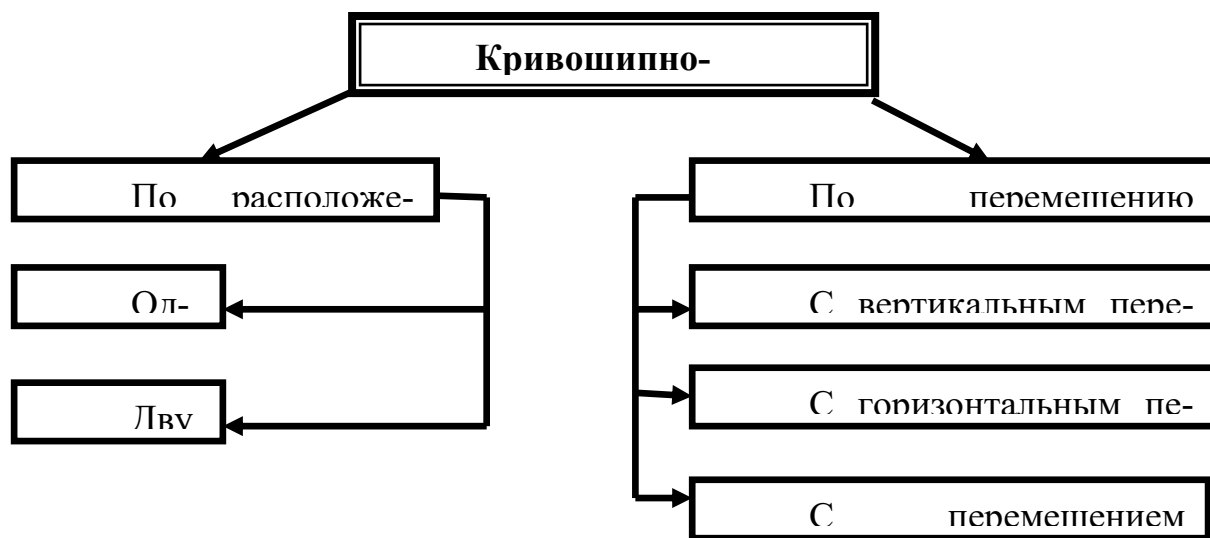 Кривошипно-
По расположе-
По перемещению
Од-
С вертикальным пере-
Дву
С горизонтальным пе-
С перемещением